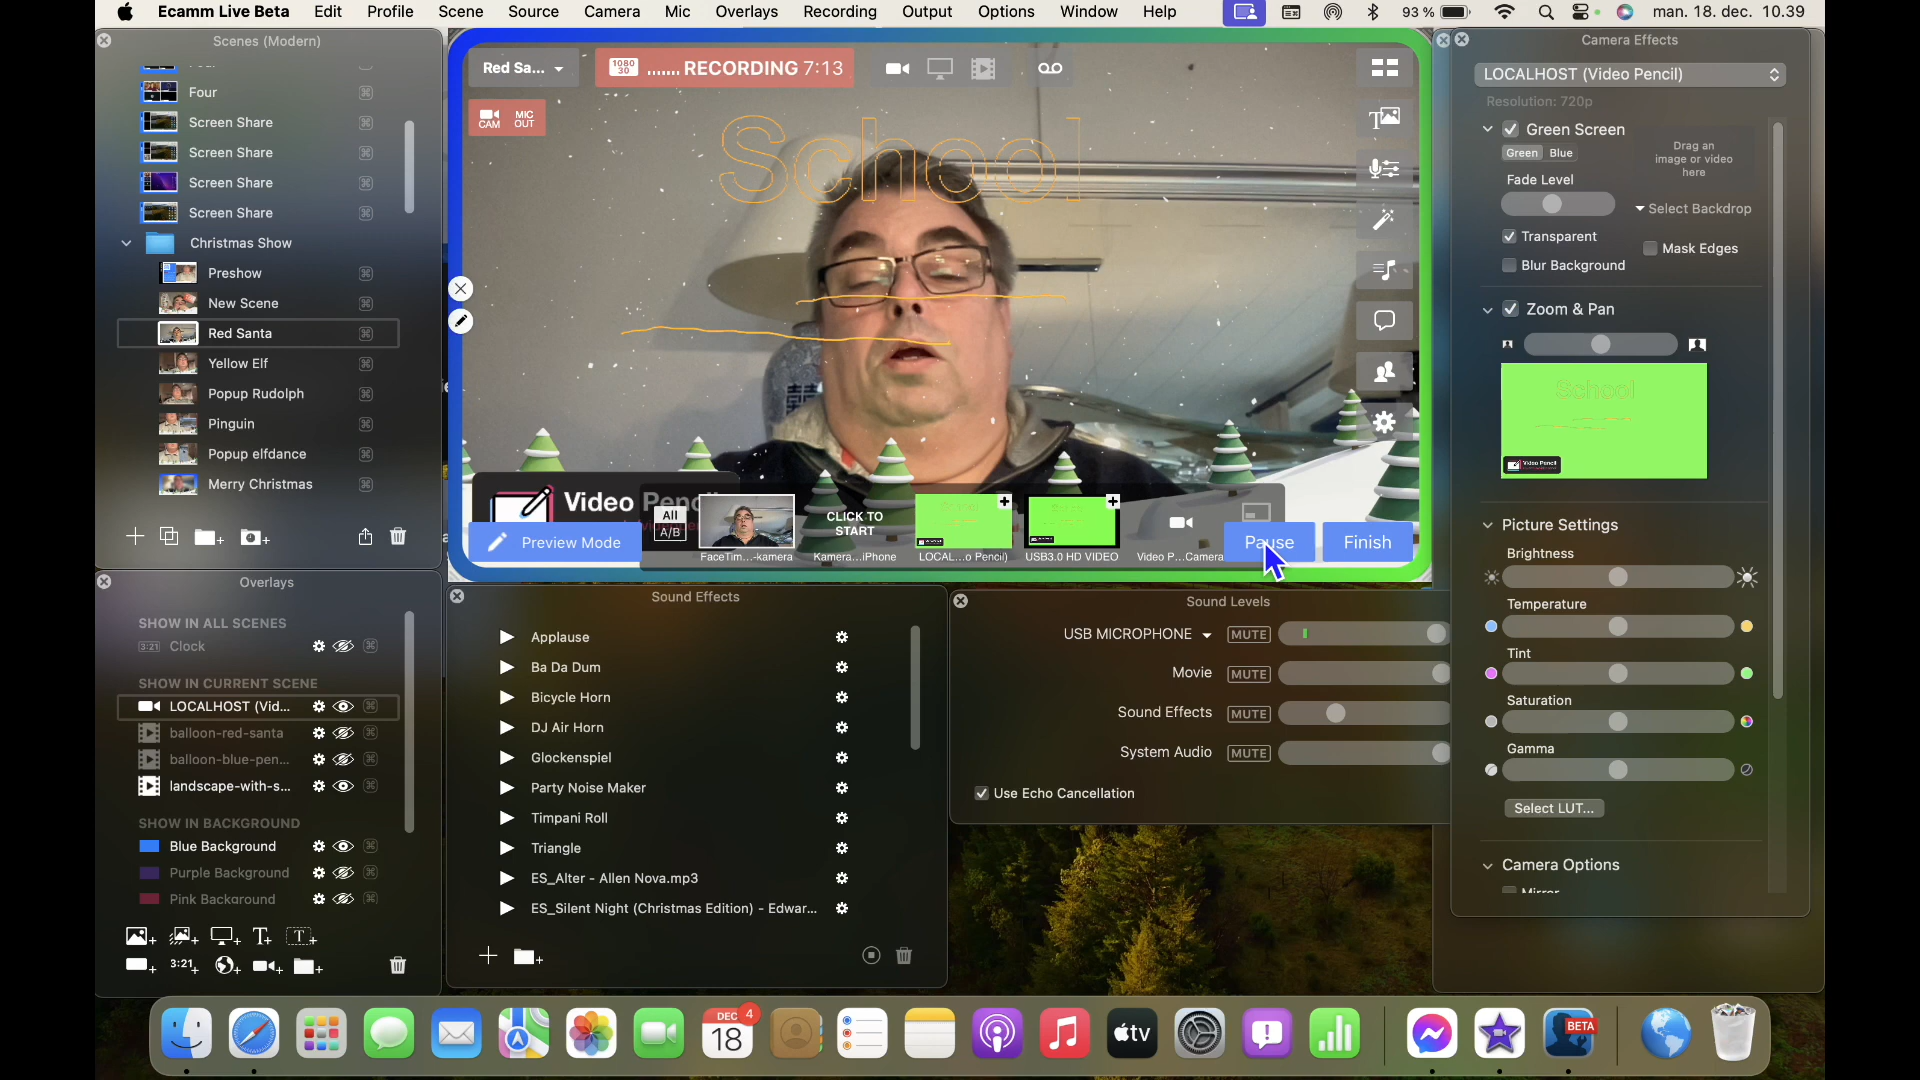 Ecamm Live Beta Edit Profile Scene Source Camera Mic Overlays Recording Output Options Window Help 93 % man. 18. dec. 10.39
Scenes (Modern)
Four
Screen Share
Screen Share
Screen Share
Screen Share
Christmas Show
Preshow
New Scene
Red Santa
Yellow Elf
Popup Rudolph
Pinguin
Popup elfdance
Merry Christmas
Overlays
SHOW IN ALL SCENES
3:21 Clock
SHOW IN CURRENT SCENE
LOCALHOST (Vid...
balloon-red-santa
balloon-blue-pen...
landscape-with-s...
SHOW IN BACKGROUND
Blue Background
Purple Background
Pink Background
3:21
Red Sa...
1080 30 ....... RECORDING 7:13
CAM MIC OUT
School
Video Pencil
All
A/B
CLICK TO START
FaceTim...-kamera Kamera...iPhone LOCAL...o Pencil) USB3.0 HD VIDEO Video P...Camera
Preview Mode
Pause
Finish
Sound Effects
Applause
Ba Da Dum
Bicycle Horn
DJ Air Horn
Glockenspiel
Party Noise Maker
Timpani Roll
Triangle
ES_Alter - Allen Nova.mp3
ES_Silent Night (Christmas Edition) - Edwar...
Sound Levels
USB MICROPHONE MUTE
Movie MUTE
Sound Effects MUTE
System Audio MUTE
Use Echo Cancellation
Camera Effects
LOCALHOST (Video Pencil)
Resolution: 720p
Green Screen
Green Blue
Drag an
image or video
here
Fade Level
Select Backdrop
Transparent
Mask Edges
Blur Background
Zoom & Pan
School
Video Pencil
Picture Settings
Brightness
Temperature
Tint
Saturation
Gamma
Select LUT...
Camera Options
Mirror
DEC
18
4
tv
BETA